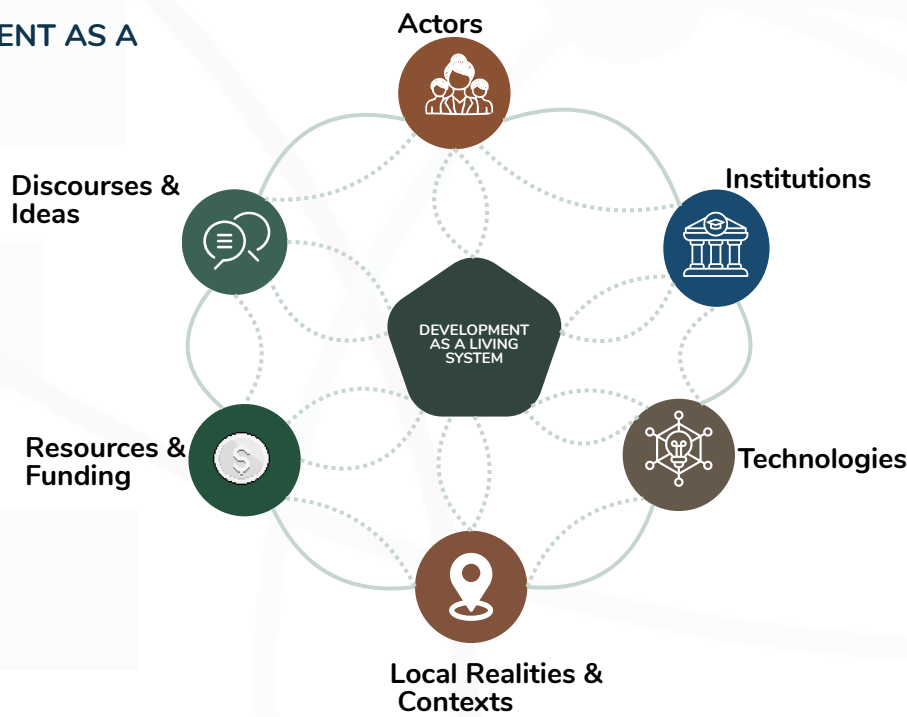 ENT AS A
Actors
Discourses &
Ideas
Institutions
DEVELOPMENT
AS A LIVING
SYSTEM
Resources &
Funding
$
Technologies
Local Realities &
Contexts